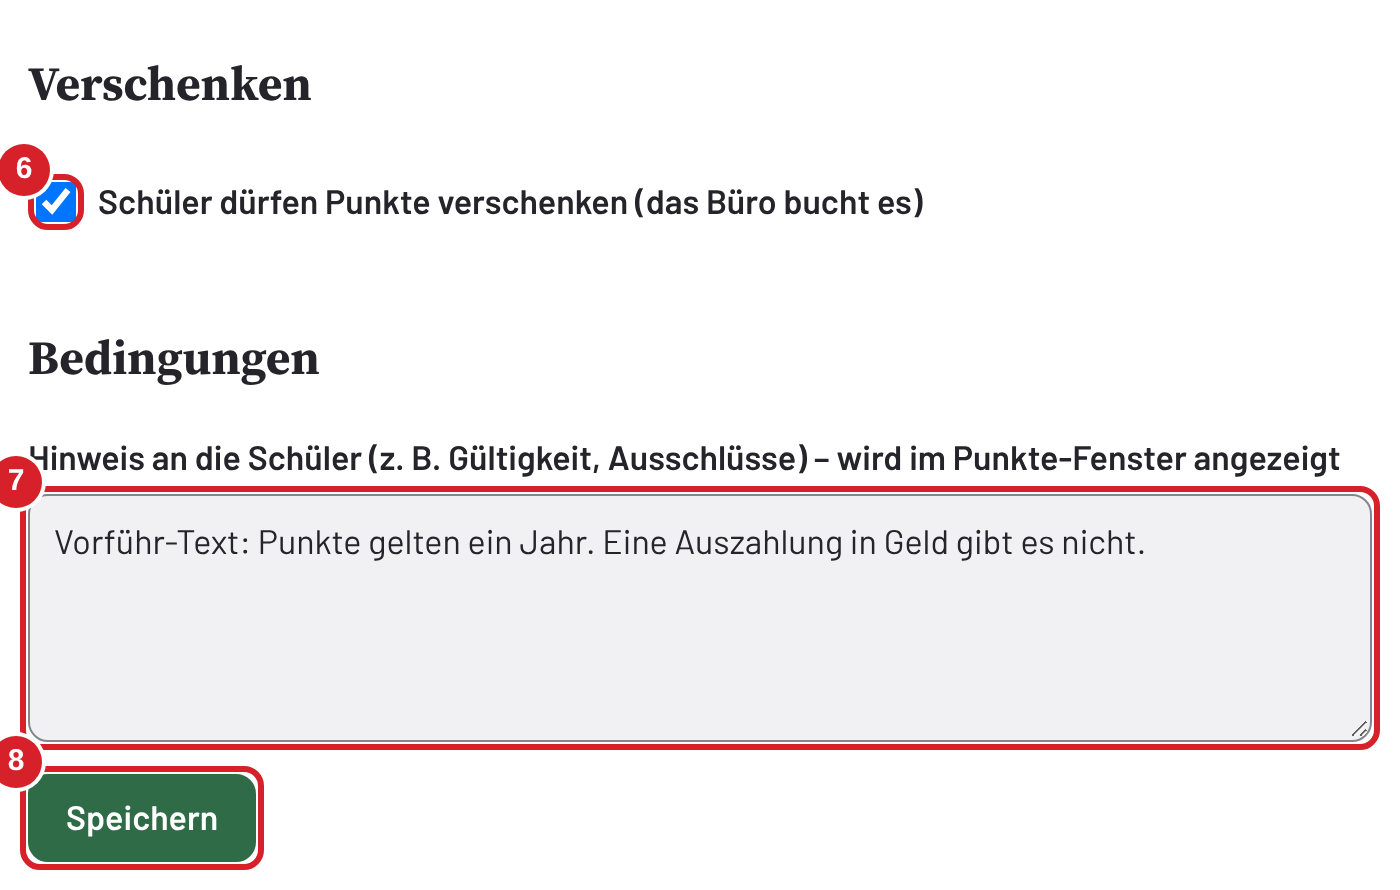 Verschenken
6
Schüler dürfen Punkte verschenken (das Büro bucht es)
Bedingungen
Hinweis an die Schüler (z. B. Gültigkeit, Ausschlüsse) – wird im Punkte-Fenster angezeigt
7
Vorführ-Text: Punkte gelten ein Jahr. Eine Auszahlung in Geld gibt es nicht.
8
Speichern